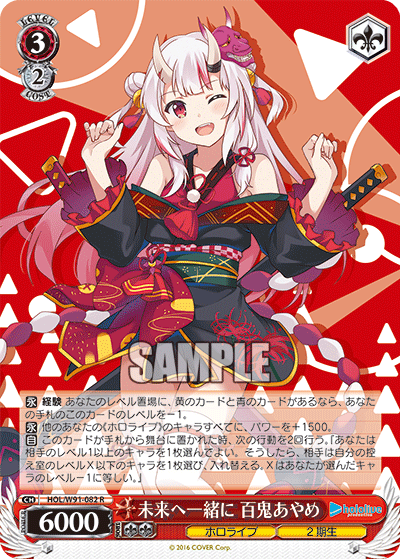 LEVEL
3
2
COST
SAMPLE
永 経験 あなたのレベル置場に、黄のカードと青のカードがあるなら、あなた
の手札のこのカードのレベルを－1。
永 他のあなたの《ホロライブ》のキャラすべてに、パワーを＋1500。
自 このカードが手札から舞台に置かれた時、次の行動を2回行う。『あなたは
相手のレベル1以上のキャラを1枚選んでよい。そうしたら、相手は自分の控
え室のレベルX以下のキャラを1枚選び、入れ替える。Xはあなたが選んだキャ
ラのレベル－1に等しい。』
CH HOL/W91-082 R
6000
未来へ一緒に 百鬼あやめ
hololive
ホロライブ
2期生
© 2016 COVER Corp.